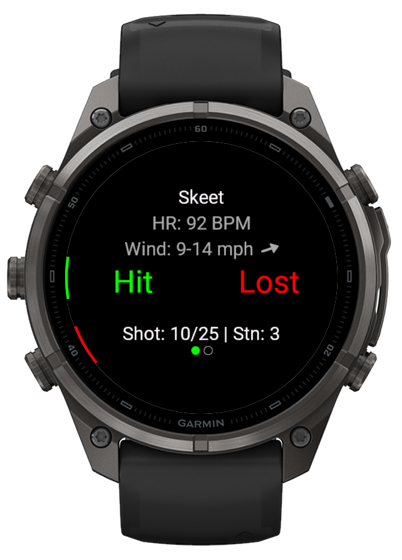 60
50
Skeet
HR: 92 BPM
Wind: 9-14 mph
Hit
Lost
Shot: 10/25 | Stn: 3
40
20
GARMIN